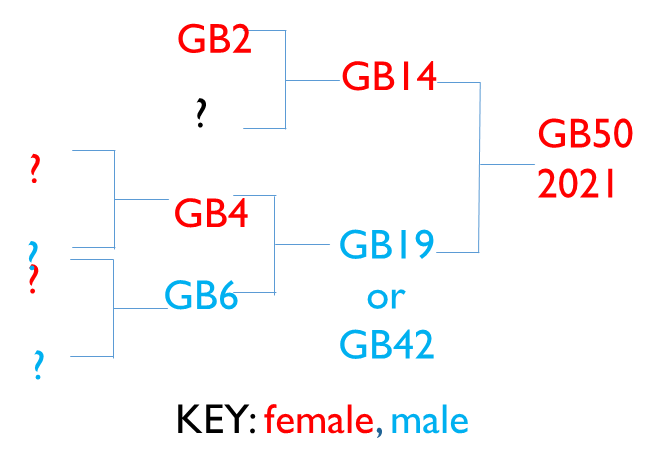 GB2
?
GB14
GB50
2021
?
GB4
?
?
GB6
?
GB19
or
GB42
KEY: female, male